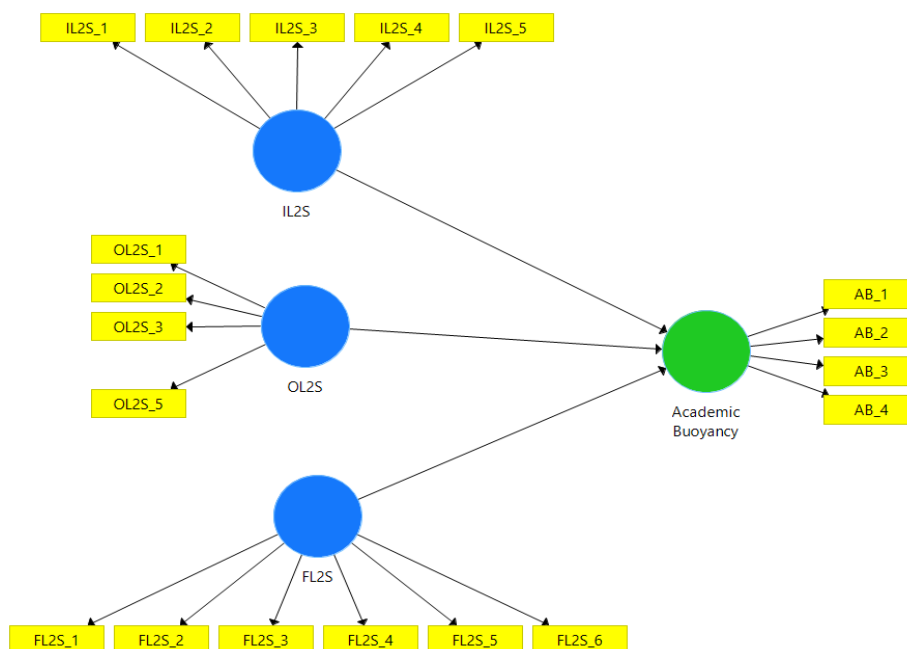 IL2S_1
IL2S_2
IL2S_3
IL2S_4
IL2S_5
IL2S
OL2S_1
OL2S_2
OL2S_3
OL2S_5
OL2S
AB_1
AB_2
AB_3
AB_4
Academic
Buoyancy
FL2S
FL2S_1
FL2S_2
FL2S_3
FL2S_4
FL2S_5
FL2S_6